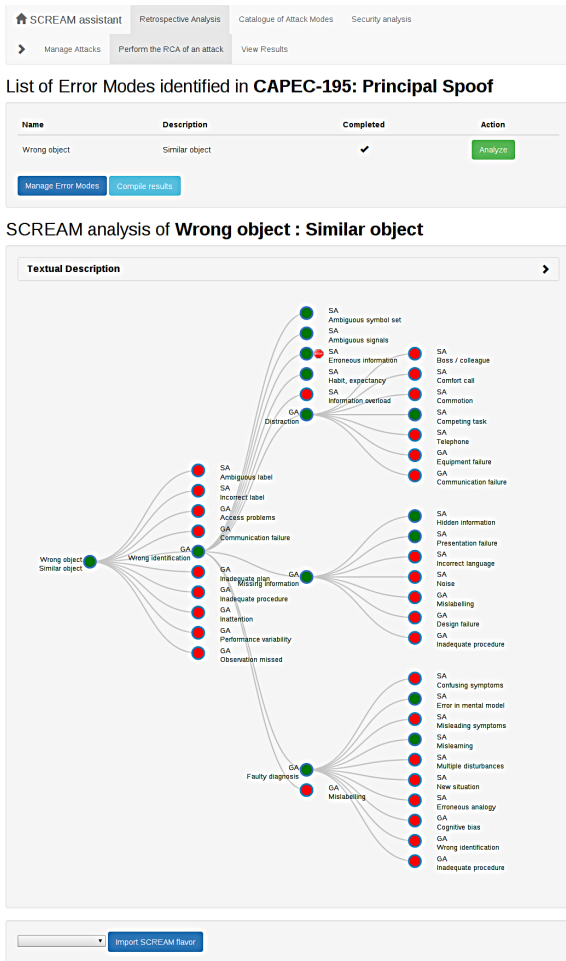 SCREAM assistant Retrospective Analysis Catalogue of Attack Modes Security analysis
Manage Attacks Perform the RCA of an attack View Results
List of Error Modes identified in CAPEC-195: Principal Spoof
Name Description Completed Action
Wrong object Similar object Analyze
Manage Error Modes Compile results
SCREAM analysis of Wrong object : Similar object
Textual Description
Wrong object
Similar object
SA
Ambiguous label
SA
Incorrect label
GA
Access problems
GA
Communication failure
GA
Wrong identification
GA
Inadequate plan
GA
Inadequate procedure
GA
Inattention
GA
Performance variability
GA
Observation missed
SA
Ambiguous symbol set
SA
Ambiguous signals
SA
Erroneous information
SA
Habit, expectancy
SA
Information overload
GA
Distraction
GA
Missing information
GA
Faulty diagnosis
GA
Mislabelling
SA
Boss / colleague
SA
Comfort call
SA
Commotion
SA
Competing task
SA
Telephone
GA
Equipment failure
GA
Communication failure
SA
Hidden information
SA
Presentation failure
SA
Incorrect language
SA
Noise
GA
Mislabelling
GA
Design failure
GA
Inadequate procedure
SA
Confusing symptoms
SA
Error in mental model
SA
Misleading symptoms
SA
Mislearning
SA
Multiple disturbances
SA
New situation
SA
Erroneous analogy
GA
Cognitive bias
GA
Wrong identification
GA
Inadequate procedure
Import SCREAM flavor